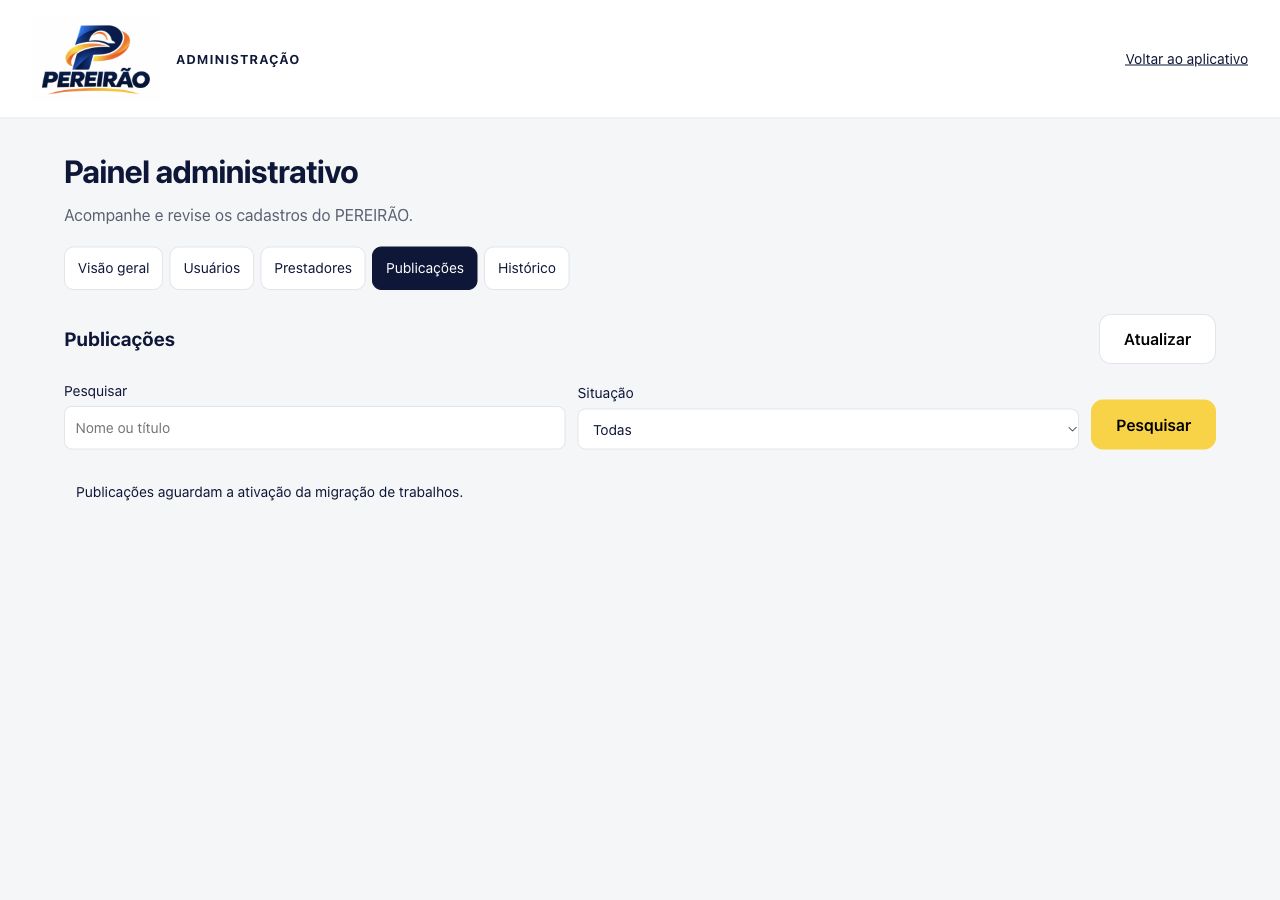 PEREIRÃO
ADMINISTRAÇÃO
Voltar ao aplicativo
Painel administrativo
Acompanhe e revise os cadastros do PEREIRÃO.
Visão geral
Usuários
Prestadores
Publicações
Histórico
Publicações
Atualizar
Pesquisar
Situação
Nome ou título
Todas
Pesquisar
Publicações aguardam a ativação da migração de trabalhos.